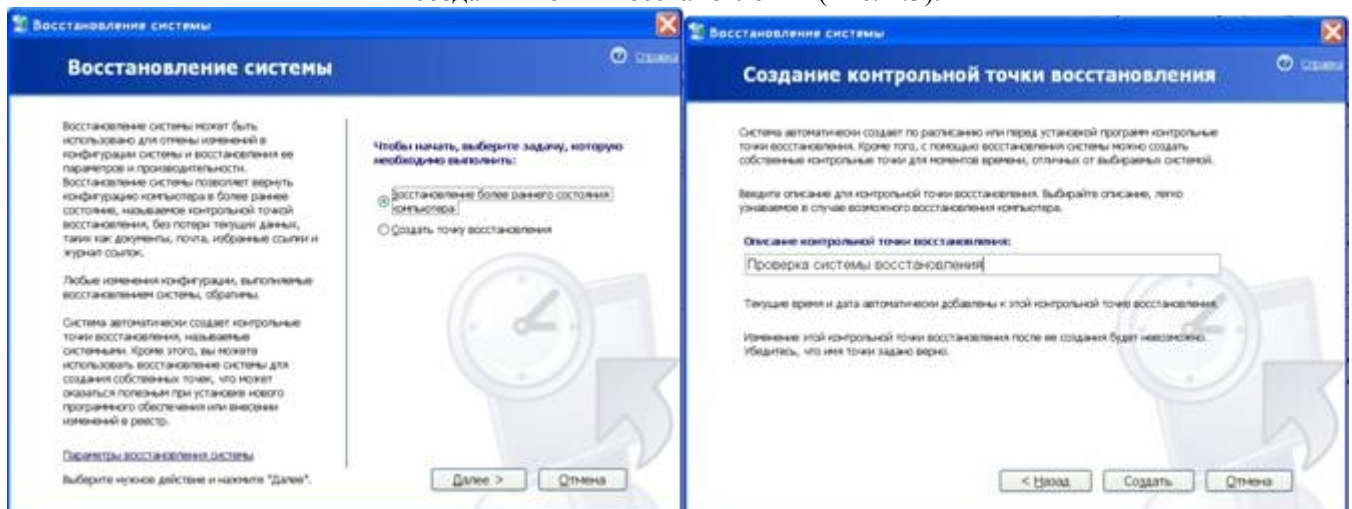 Восстановление системы
Восстановление системы
Справка
Восстановление системы может быть
использовано для отмены изменений в
конфигурации системы и восстановления ее
параметров и производительности.
Восстановление системы позволяет вернуть
конфигурацию компьютера в более раннее
состояние, называемое контрольной точкой
восстановления, без потери текущих данных,
таких как документы, почта, избранные ссылки и
журнал ссылок.
Любые изменения конфигурации, выполняемые
восстановлением системы, обратимы.
Система автоматически создает контрольные
точки восстановления, называемые
системными. Кроме этого, вы можете
использовать восстановление системы для
создания собственных точек, что может
оказаться полезным при установке нового
программного обеспечения или внесении
изменений в реестр.
Параметры восстановления системы
Выберите нужное действие и нажмите "Далее".
Чтобы начать, выберите задачу, которую
необходимо выполнить:
Восстановление более раннего состояния
компьютера
Создать точку восстановления
Далее >
Отмена
Восстановление системы
Создание контрольной точки восстановления
Справка
Система автоматически создает по расписанию или перед установкой программ контрольные
точки восстановления. Кроме того, с помощью восстановления системы можно создать
собственные контрольные точки для моментов времени, отличных от выбираемых системой.
Введите описание для контрольной точки восстановления. Выбирайте описание, легко
узнаваемое в случае возможного восстановления компьютера.
Описание контрольной точки восстановления:
Проверка системы восстановления
Текущие время и дата автоматически добавлены к этой контрольной точке восстановления.
Изменение этой контрольной точки восстановления после ее создания будет невозможно.
Убедитесь, что имя точки задано верно.
< Назад
Создать
Отмена